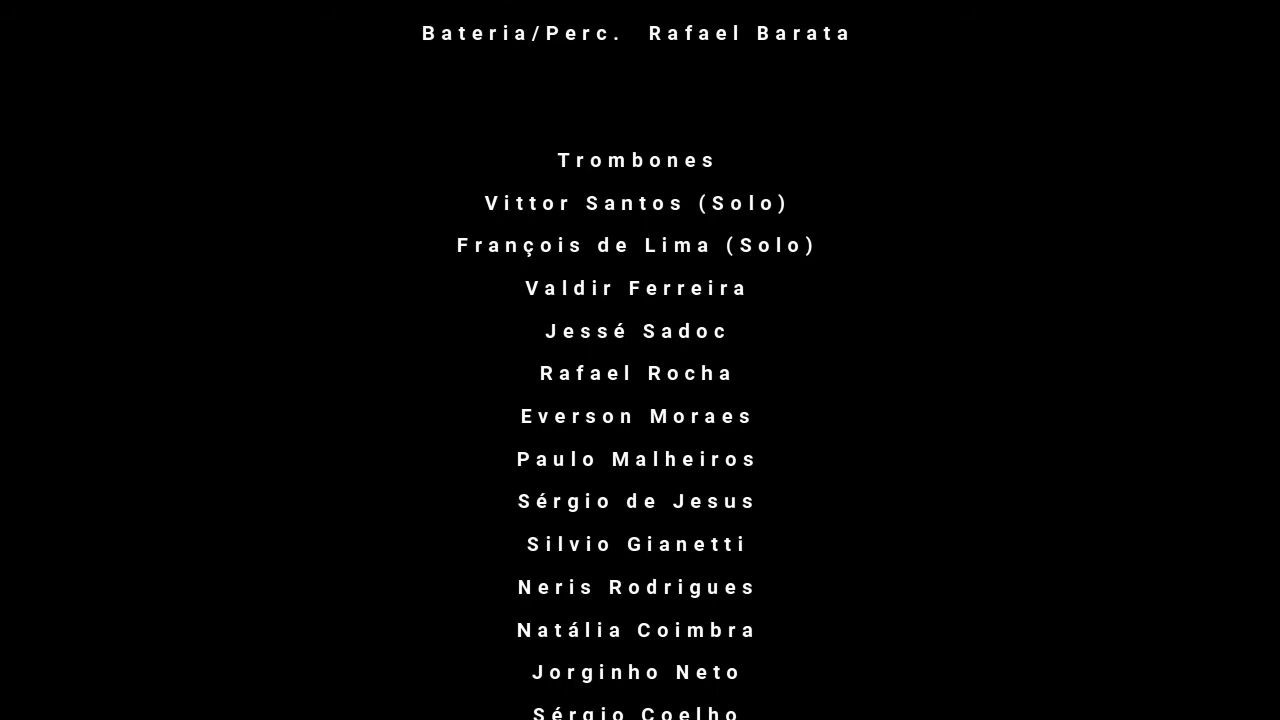 Bateria/Perc. Rafael Barata
Trombones
Vittor Santos (Solo)
François de Lima (Solo)
Valdir Ferreira
Jessé Sadoc
Rafael Rocha
Everson Moraes
Paulo Malheiros
Sérgio de Jesus
Silvio Gianetti
Neris Rodrigues
Natália Coimbra
Jorginho Neto
Sérgio Coelho